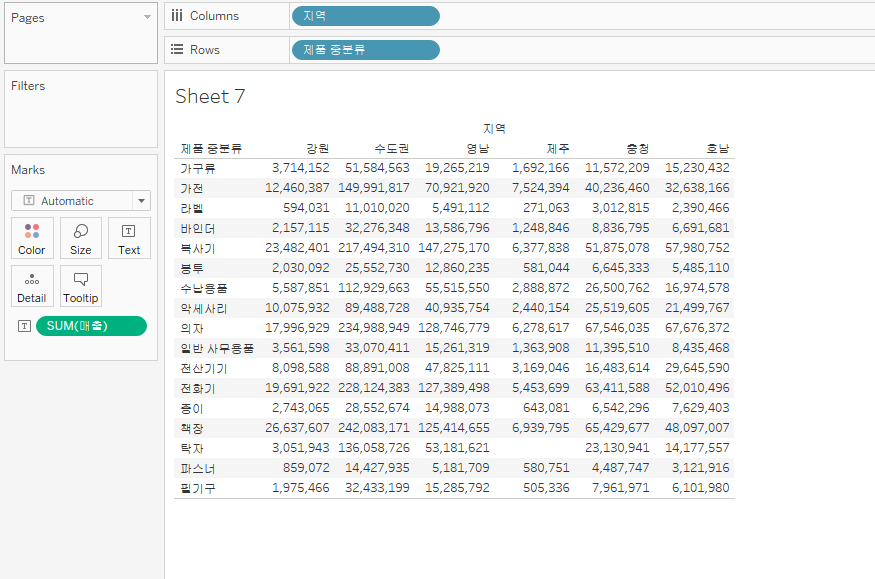 Pages
Columns
지역
Rows
제품 중분류
Filters
Sheet 7
지역
제품 중분류 강원 수도권 영남 제주 충청 호남
가구류 3,714,152 51,584,563 19,265,219 1,692,166 11,572,209 15,230,432
가전 12,460,387 149,991,817 70,921,920 7,524,394 40,236,460 32,638,166
라벨 594,031 11,010,020 5,491,112 271,063 3,012,815 2,390,466
바인더 2,157,115 32,276,348 13,586,796 1,248,846 8,836,795 6,691,681
복사기 23,482,401 217,494,310 147,275,170 6,377,838 51,875,078 57,980,752
봉투 2,030,092 25,552,730 12,860,235 581,044 6,645,333 5,485,110
수납용품 5,587,851 112,929,663 55,515,550 2,888,872 26,500,762 16,974,578
악세사리 10,075,932 89,488,728 40,935,754 2,440,154 25,519,605 21,499,767
의자 17,996,929 234,988,949 128,746,779 6,278,617 67,546,035 67,676,372
일반 사무용품 3,561,598 33,070,411 15,261,319 1,363,908 11,395,510 8,435,468
전산기기 8,098,588 88,891,008 47,825,111 3,169,046 16,483,614 29,645,590
전화기 19,691,922 228,124,383 127,389,498 5,453,699 63,411,588 52,010,496
종이 2,743,065 28,552,674 14,988,073 643,081 6,542,296 7,629,403
책장 26,637,607 242,083,171 125,414,655 6,939,795 65,429,677 48,097,007
탁자 3,051,943 136,058,726 53,181,621 23,130,941 14,177,557
파스너 859,072 14,427,935 5,181,709 580,751 4,487,747 3,121,916
필기구 1,975,466 32,433,199 15,285,792 505,336 7,961,971 6,101,980
Marks
T Automatic
Color Size Text
Detail Tooltip
T SUM(매출)